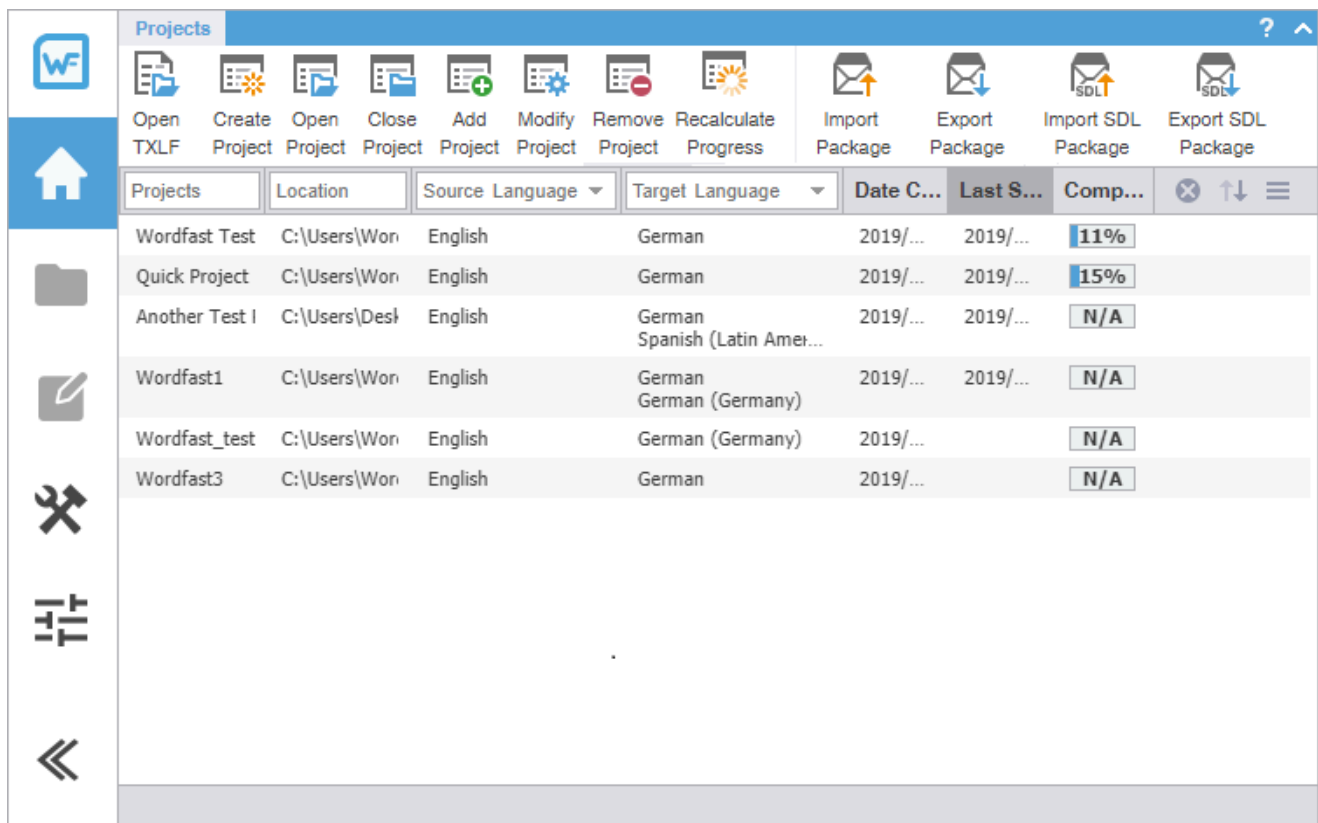 WF
Projects ?
Open TXLF
Create Project
Open Project
Close Project
Add Project
Modify Project
Remove Project
Recalculate Progress
Import Package
Export Package
SDL Import SDL Package
SDL Export SDL Package
Projects Location Source Language Target Language Date C... Last S... Comp...
Wordfast Test C:\Users\Wor English German 2019/... 2019/... 11%
Quick Project C:\Users\Wor English German 2019/... 2019/... 15%
Another Test C:\Users\Desk English German 2019/... 2019/... N/A
Spanish (Latin Amer...
Wordfast1 C:\Users\Wor English German 2019/... 2019/... N/A
German (Germany)
Wordfast_test C:\Users\Wor English German (Germany) 2019/... N/A
Wordfast3 C:\Users\Wor English German 2019/... N/A